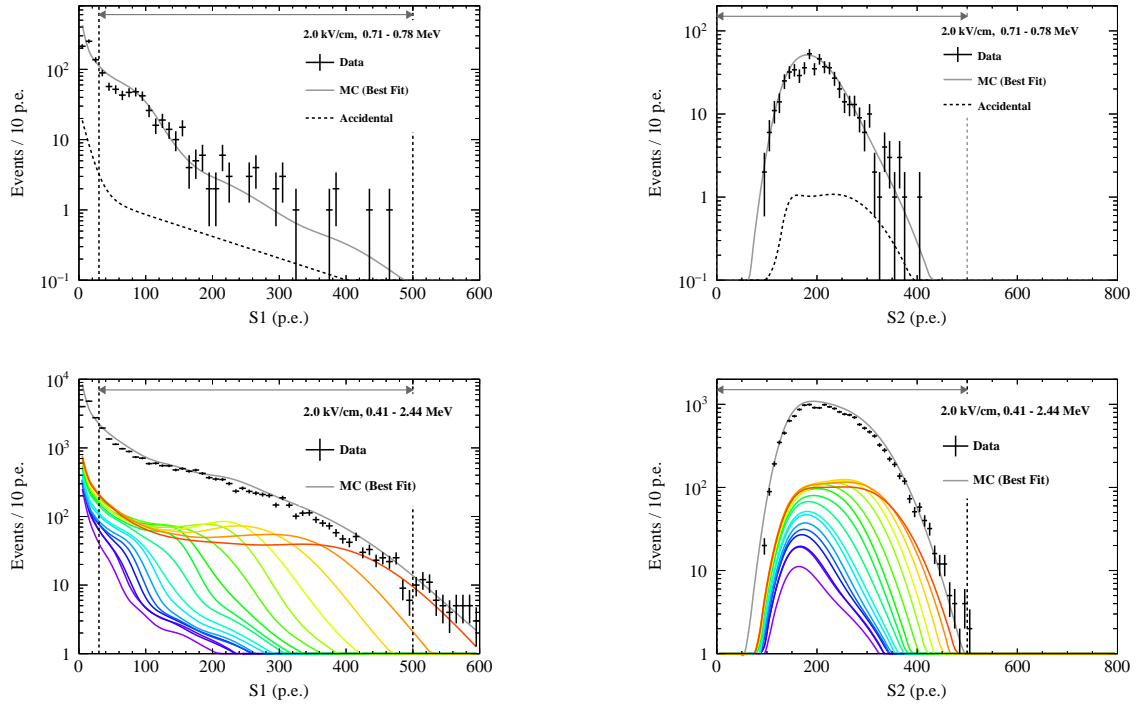 2.0 kV/cm, 0.71 - 0.78 MeV
Data
MC (Best Fit)
Accidental
Events / 10 p.e.
10²
10
1
10⁻¹
0 100 200 300 400 500 600
S1 (p.e.)
2.0 kV/cm, 0.71 - 0.78 MeV
Data
MC (Best Fit)
Accidental
Events / 10 p.e.
10²
10
1
10⁻¹
0 200 400 600 800
S2 (p.e.)
2.0 kV/cm, 0.41 - 2.44 MeV
Data
MC (Best Fit)
Events / 10 p.e.
10⁴
10³
10²
10
1
0 100 200 300 400 500 600
S1 (p.e.)
2.0 kV/cm, 0.41 - 2.44 MeV
Data
MC (Best Fit)
Events / 10 p.e.
10³
10²
10
1
0 200 400 600 800
S2 (p.e.)